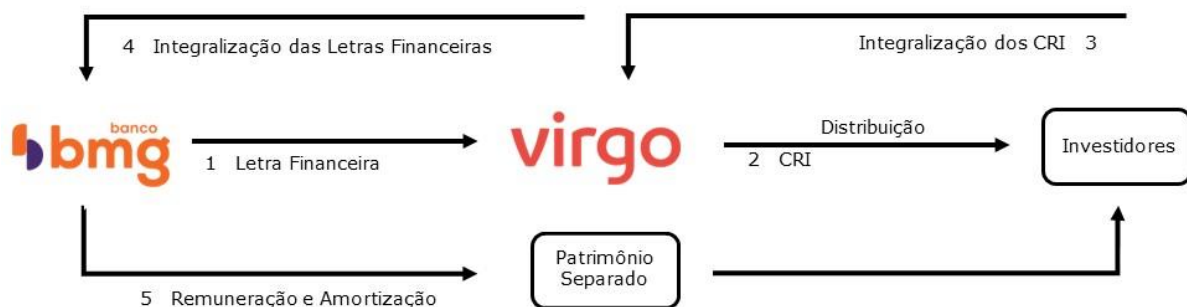 4 Integralização das Letras Financeiras
Integralização dos CRI 3
banco
bmg
1 Letra Financeira
virgo
Distribuição
2 CRI
Investidores
Patrimônio
Separado
5 Remuneração e Amortização